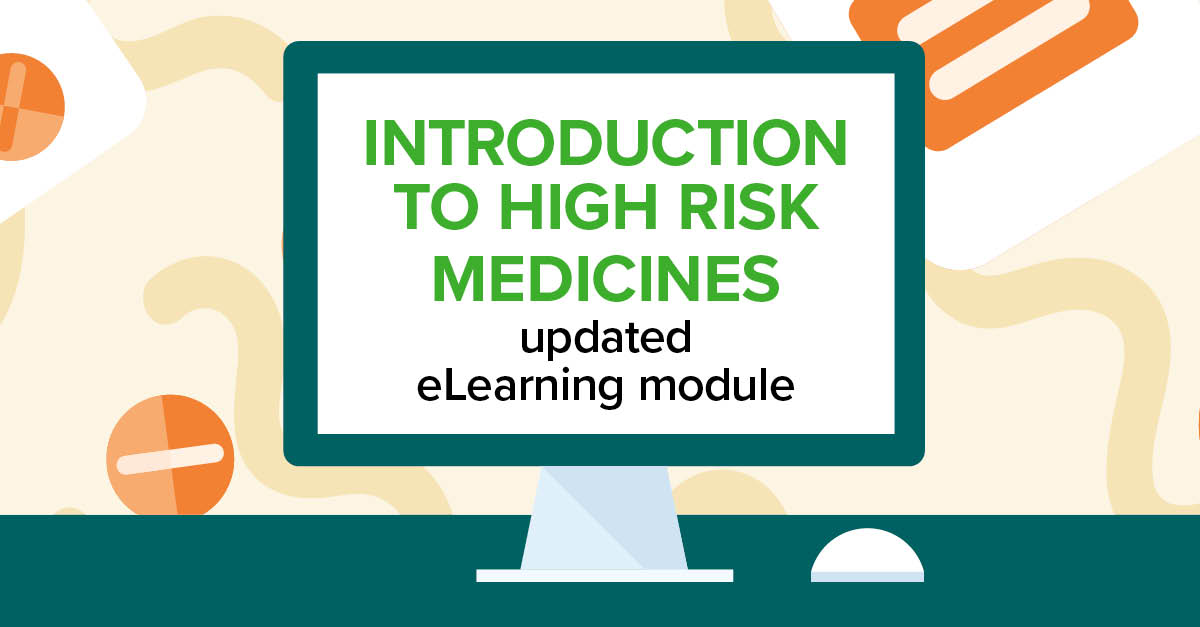 INTRODUCTION
TO HIGH RISK
MEDICINES
updated
eLearning module